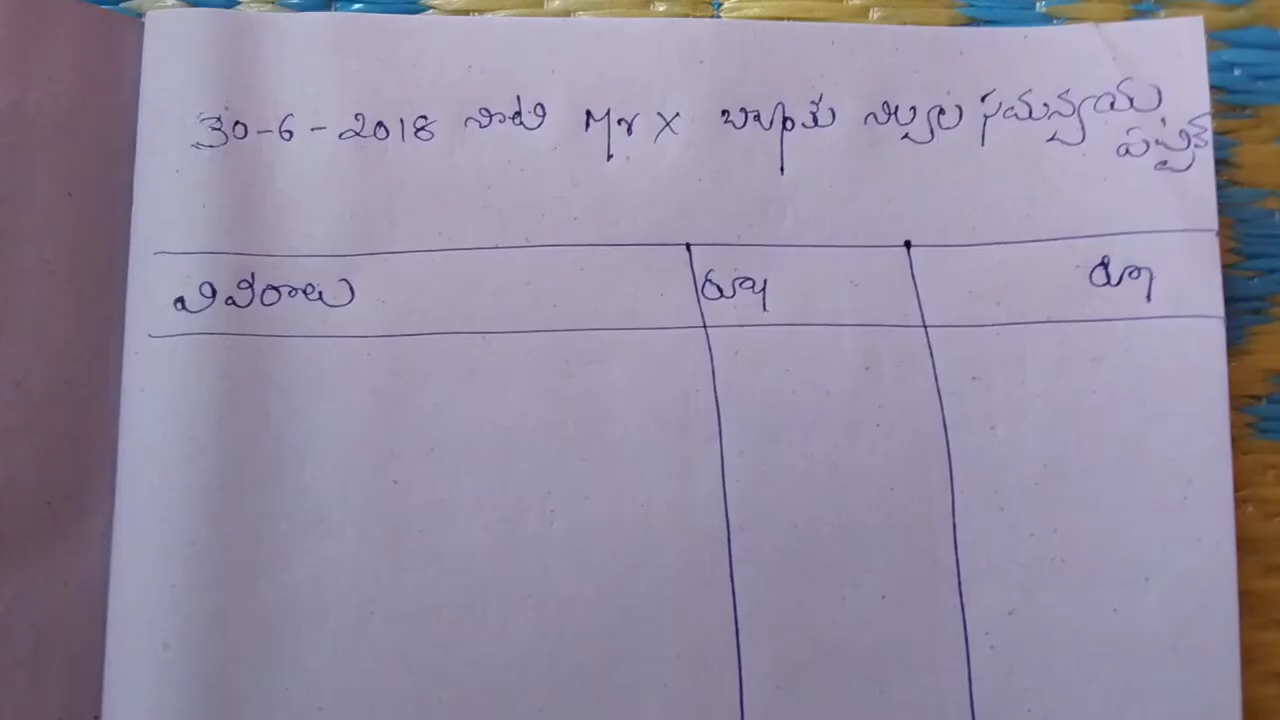 30-6-2018 నాటి Mr X బ్యాంకు నిల్వల సమన్వయ
పట్టిక
వివరాలు రూ॥ రూ॥